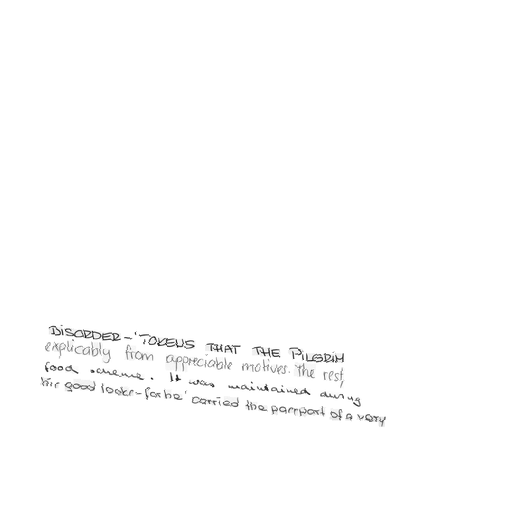 DISORDER-'TOKENS THAT THE PILGRIM
explicably from appreciable motives. The rest,
food scheme. It was maintained during
his good looks-for he' carried the passport of a very